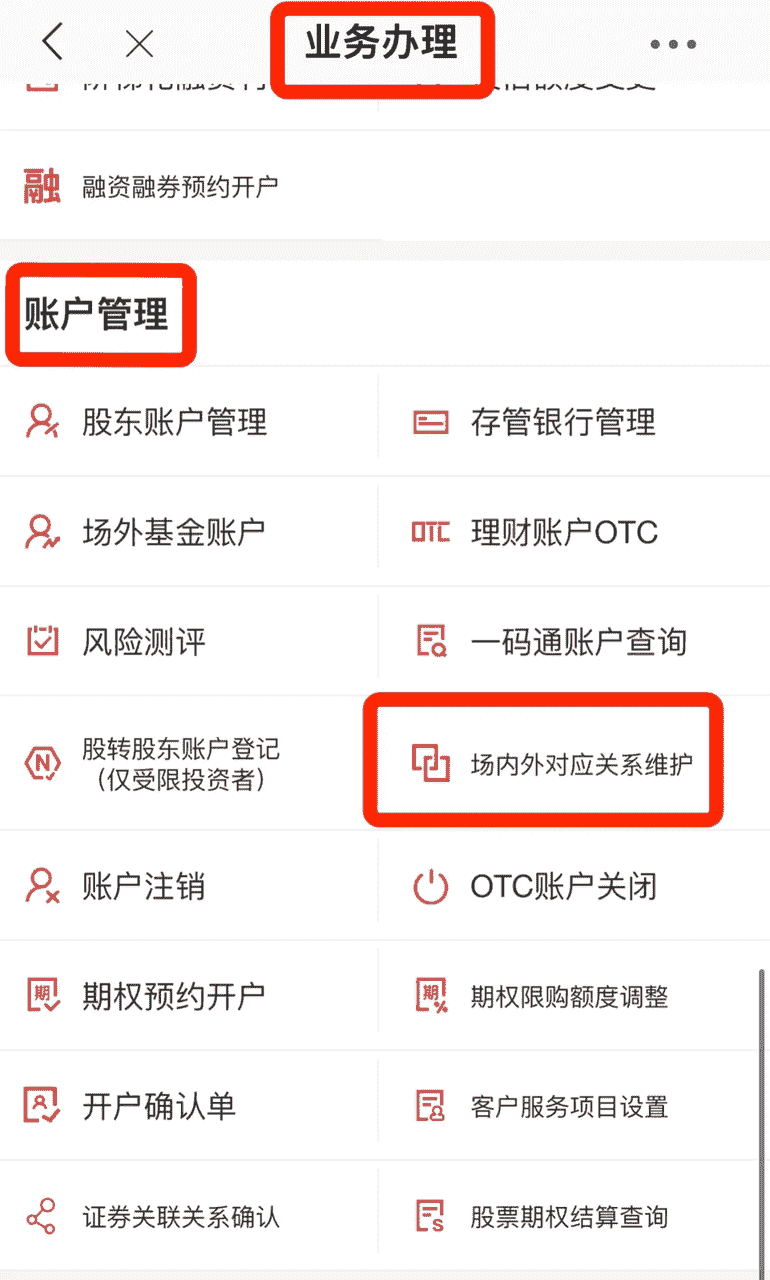 业务办理
融 融资融券预约开户
账户管理
股东账户管理
存管银行管理
场外基金账户
OTC 理财账户OTC
风险测评
一码通账户查询
N 股转股东账户登记
（仅受限投资者）
场内外对应关系维护
账户注销
OTC账户关闭
期 期权预约开户
期 期权限购额度调整
开户确认单
客户服务项目设置
证券关联关系确认
S 股票期权结算查询